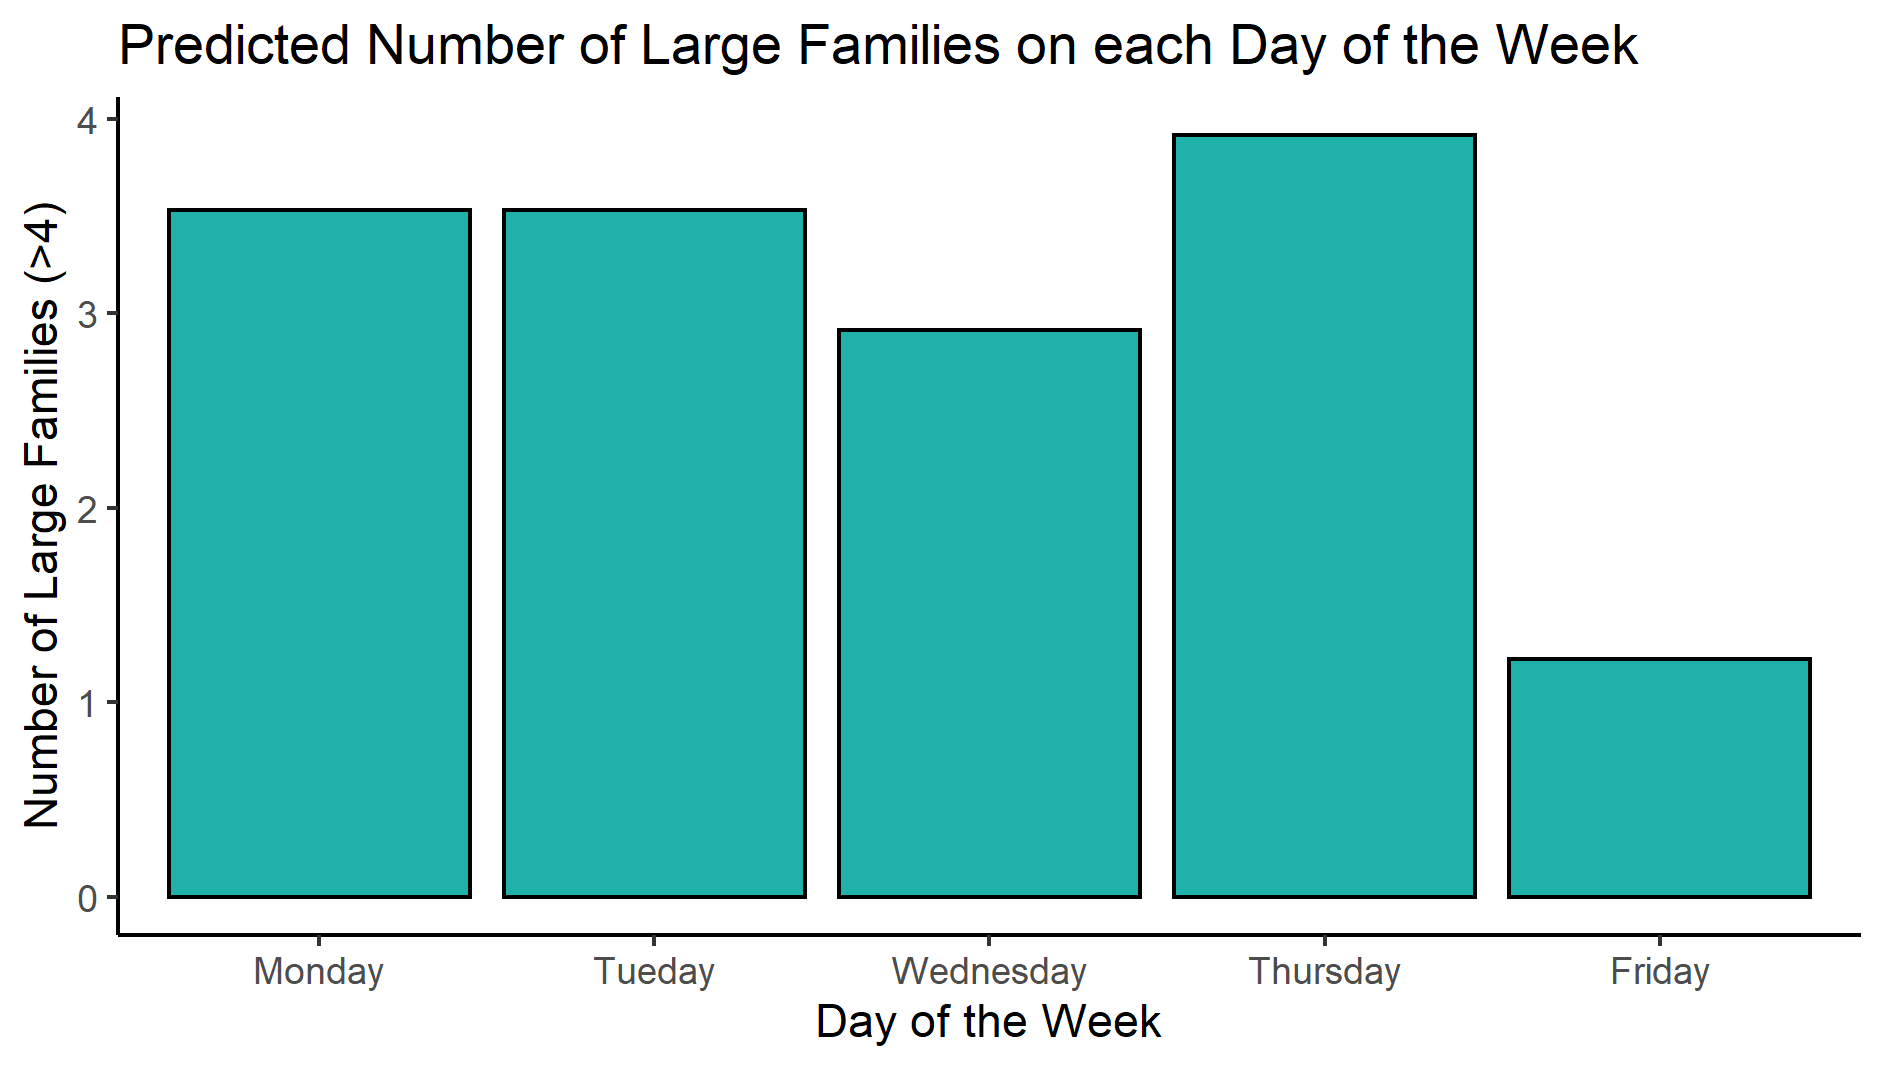 Predicted Number of Large Families on each Day of the Week
Number of Large Families (>4)
4
3
2
1
0
Monday Tueday Wednesday Thursday Friday
Day of the Week